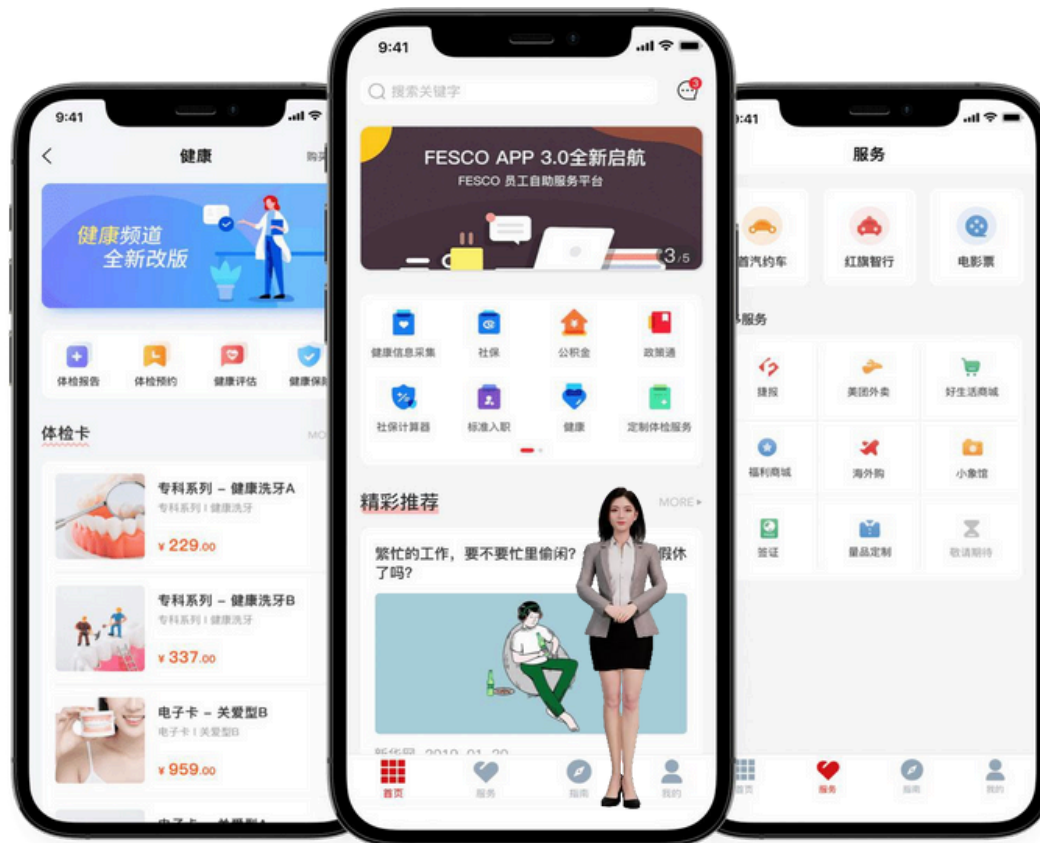 9:41
健康
健康频道
全新改版
体检报告
体检预约
健康评估
体检卡
专科系列 – 健康洗牙A
专科系列 | 健康洗牙
¥ 229.00
专科系列 – 健康洗牙B
专科系列 | 健康洗牙
¥ 337.00
电子卡 – 关爱型B
电子卡 | 关爱型B
¥ 959.00
9:41
搜索关键字
3
FESCO APP 3.0全新启航
FESCO 员工自助服务平台
3/5
健康信息采集
社保
公积金
政策通
社保计算器
标准入职
健康
定制体检服务
精彩推荐
MORE
繁忙的工作，要不要忙里偷闲？
假休
了吗？
首页
服务
指南
我的
:41
服务
首汽约车
红旗智行
电影票
服务
捷报
美团外卖
好生活商城
福利商城
海外购
小象馆
签证
量品定制
敬请期待
首页
服务
指南
我的